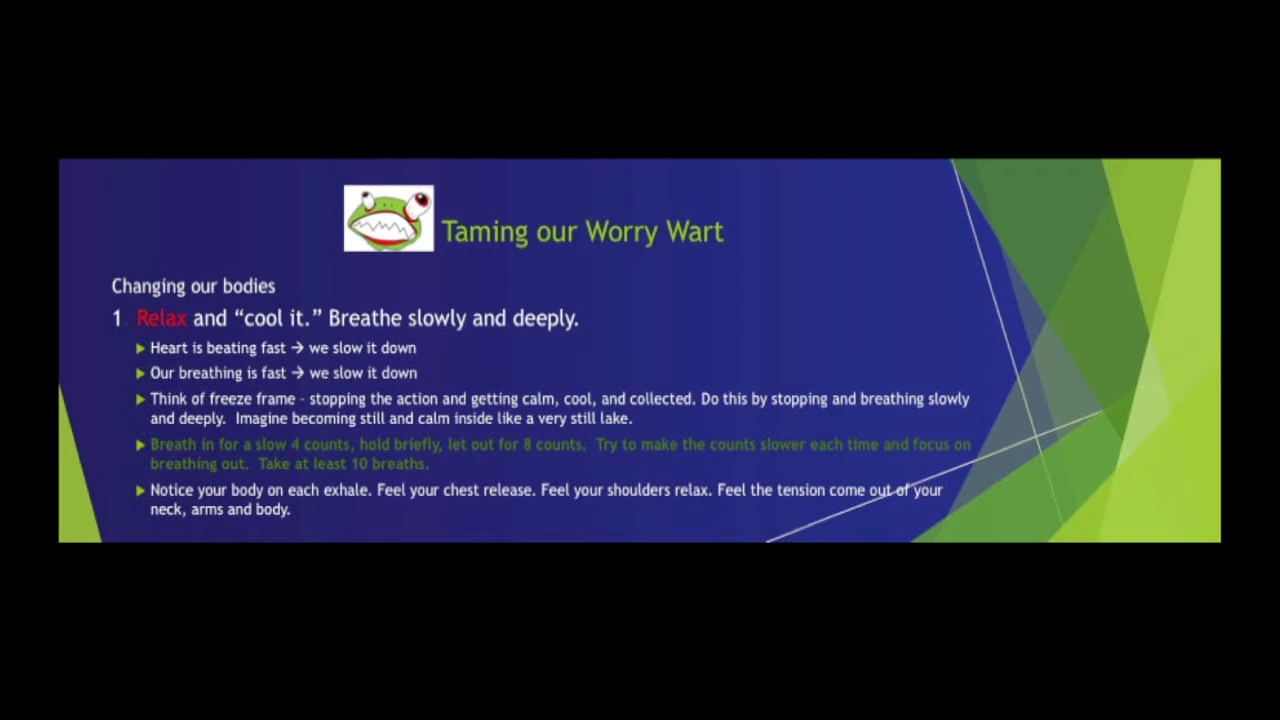 Taming our Worry Wart
Changing our bodies
1 Relax and “cool it.” Breathe slowly and deeply.
Heart is beating fast → we slow it down
Our breathing is fast → we slow it down
Think of freeze frame - stopping the action and getting calm, cool, and collected. Do this by stopping and breathing slowly
and deeply. Imagine becoming still and calm inside like a very still lake.
Breath in for a slow 4 counts, hold briefly, let out for 8 counts. Try to make the counts slower each time and focus on
breathing out. Take at least 10 breaths.
Notice your body on each exhale. Feel your chest release. Feel your shoulders relax. Feel the tension come out of your
neck, arms and body.